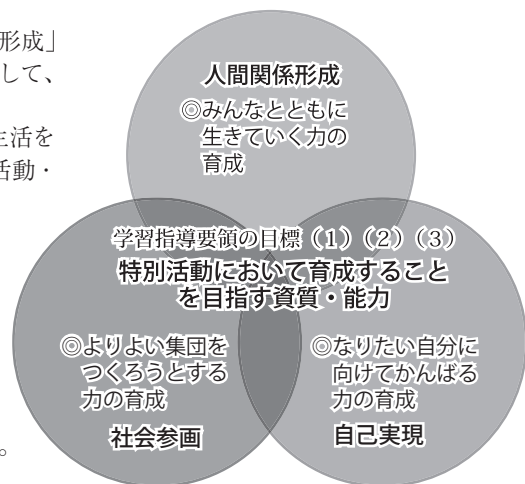 形成」
して、
生活を
活動・
。
人間関係形成
◎みんなとともに
生きていく力の
育成
学習指導要領の目標（1）（2）（3）
特別活動において育成すること
を目指す資質・能力
◎よりよい集団を
つくろうとする
力の育成
社会参画
◎なりたい自分に
向けてがんばる
力の育成
自己実現